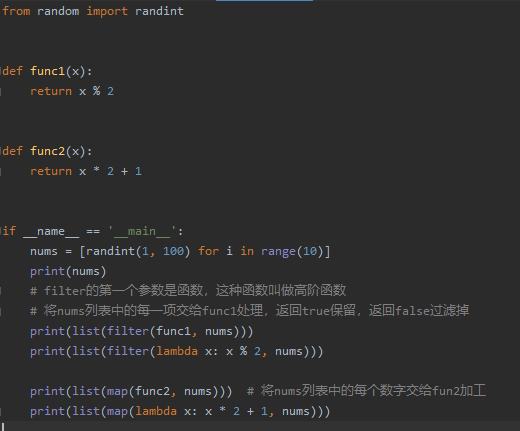 from random import randint
def func1(x):
    return x % 2
def func2(x):
    return x * 2 + 1
if __name__ == '__main__':
    nums = [randint(1, 100) for i in range(10)]
    print(nums)
    # filter的第一个参数是函数，这种函数叫做高阶函数
    # 将nums列表中的每一项交给func1处理，返回true保留，返回false过滤掉
    print(list(filter(func1, nums)))
    print(list(filter(lambda x: x % 2, nums)))
    print(list(map(func2, nums)))  # 将nums列表中的每个数字交给fun2加工
    print(list(map(lambda x: x * 2 + 1, nums)))